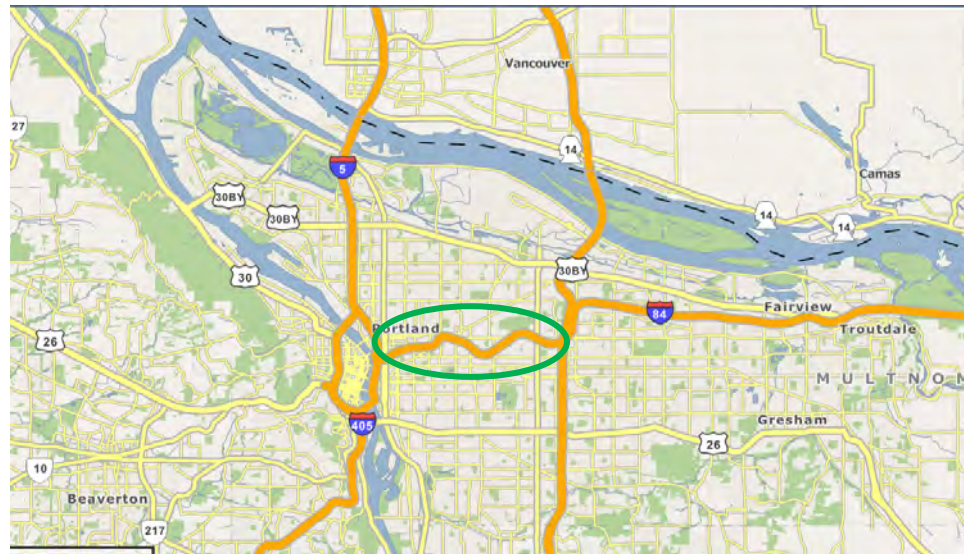 Vancouver
27
14
5
Camas
30BY
30BY
14
14
30
30BY
84
Fairview
Portland
Troutdale
26
MULTNOM
405
Gresham
26
10
Beaverton
217